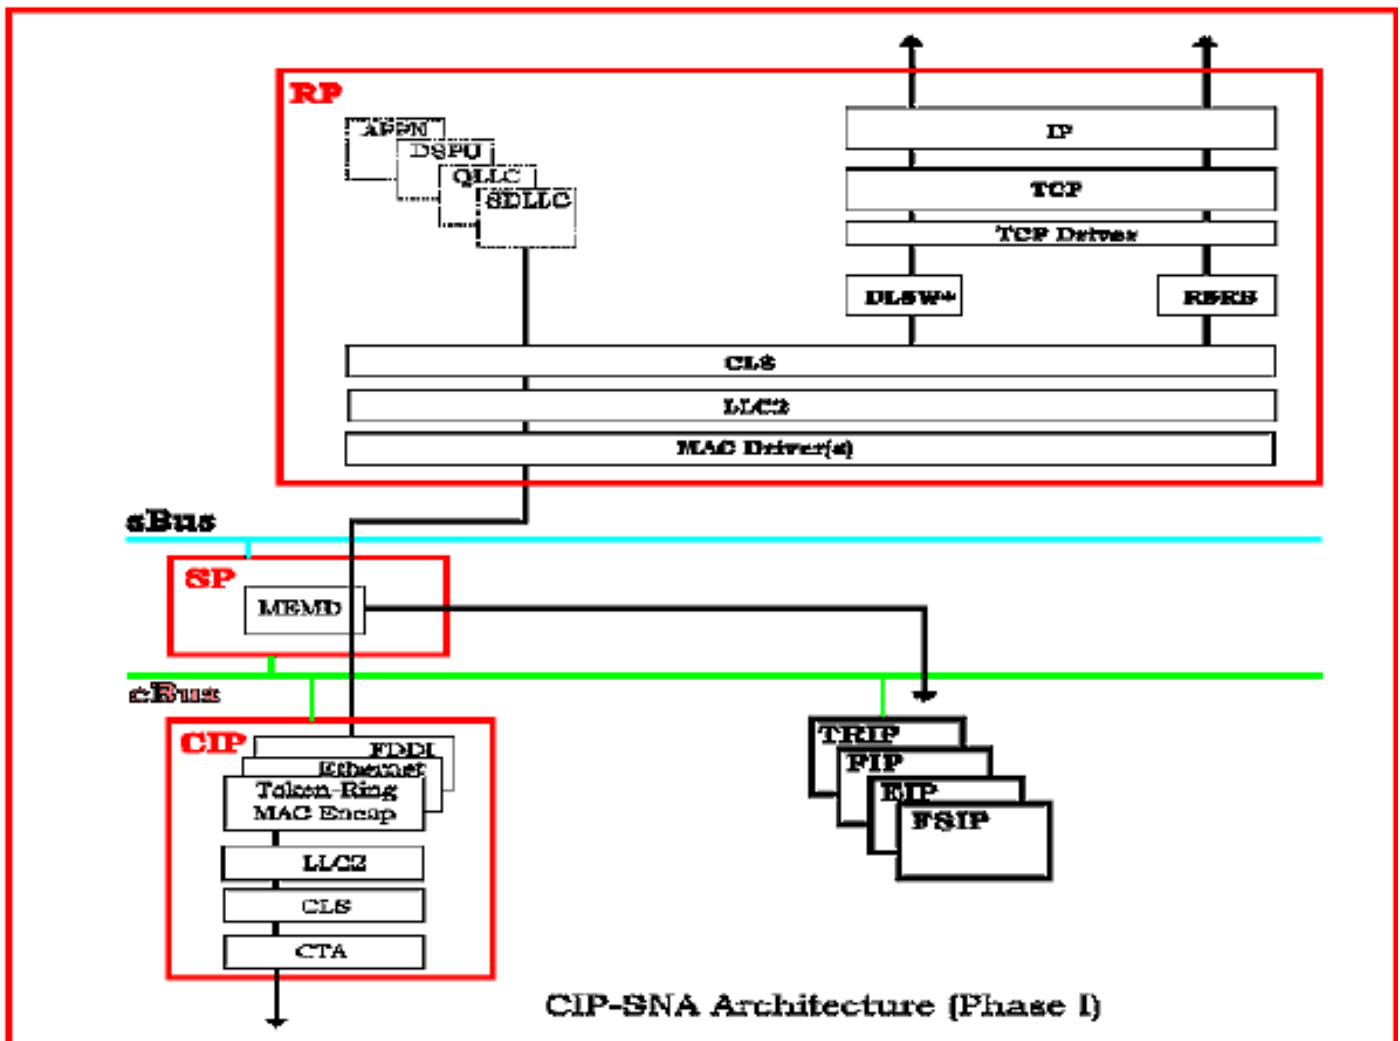 RP
APPN
DSPU
QLLC
SDLLC
IP
TCP
TCP Driver
DLSW+
RSRB
CLS
LLC2
MAC Driver(s)
sBus
SP
MEMD
cBus
CIP
FDDI
Ethernet
Token-Ring
MAC Encap
LLC2
CLS
CTA
TRIP
FIP
EIP
FSIP
CIP-SNA Architecture (Phase I)